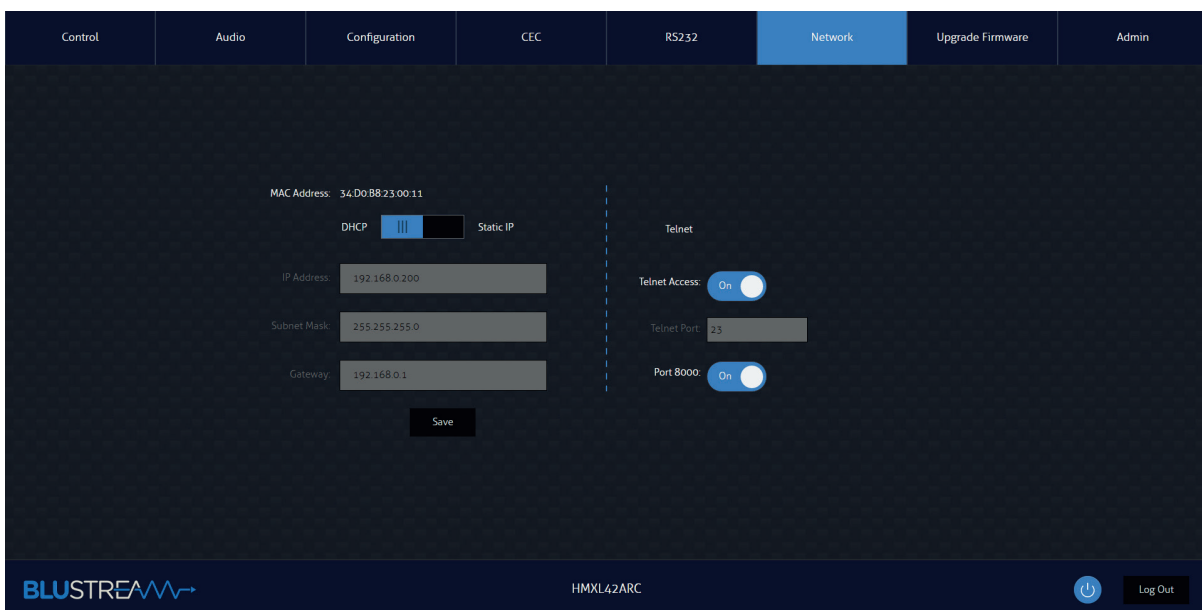 Control Audio Configuration CEC RS232 Network Upgrade Firmware Admin
MAC Address: 34:D0:B8:23:00:11
DHCP Static IP
IP Address: 192.168.0.200
Subnet Mask: 255.255.255.0
Gateway: 192.168.0.1
Save
Telnet
Telnet Access: On
Telnet Port: 23
Port 8000: On
BLUSTREAM
HMXL42ARC
Log Out